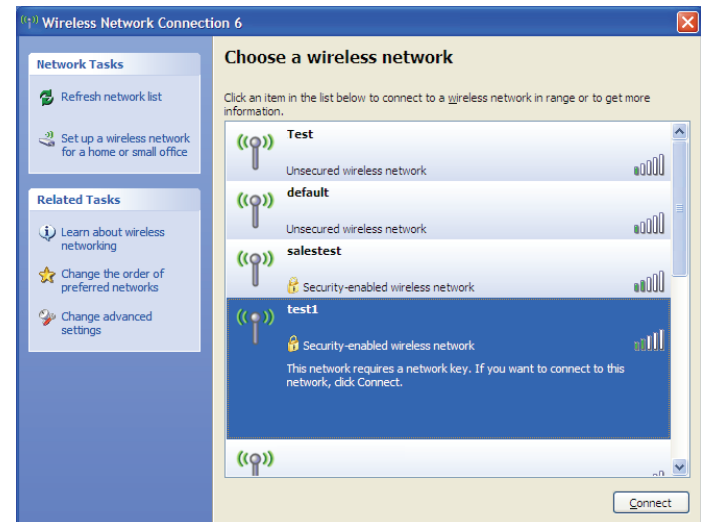 Wireless Network Connection 6
Network Tasks
Refresh network list
Set up a wireless network
for a home or small office
Related Tasks
Learn about wireless
networking
Change the order of
preferred networks
Change advanced
settings
Choose a wireless network
Click an item in the list below to connect to a wireless network in range or to get more
information.
Test
Unsecured wireless network
default
Unsecured wireless network
salestest
Security-enabled wireless network
test1
Security-enabled wireless network
This network requires a network key. If you want to connect to this
network, click Connect.
Connect